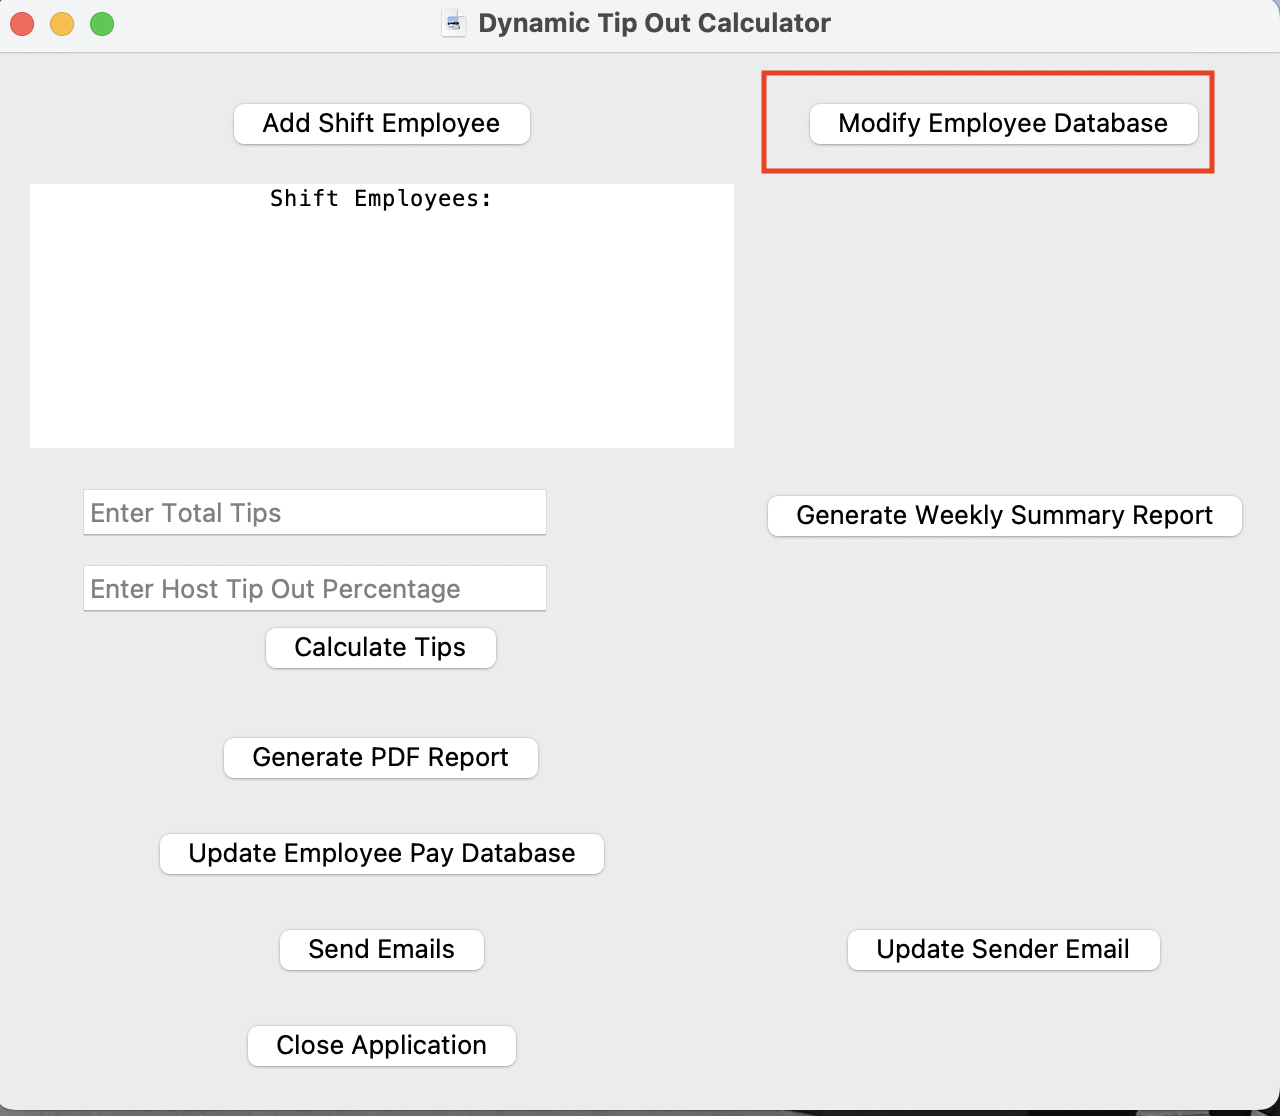 Dynamic Tip Out Calculator
Add Shift Employee
Modify Employee Database
Shift Employees:
Enter Total Tips
Generate Weekly Summary Report
Enter Host Tip Out Percentage
Calculate Tips
Generate PDF Report
Update Employee Pay Database
Send Emails
Update Sender Email
Close Application